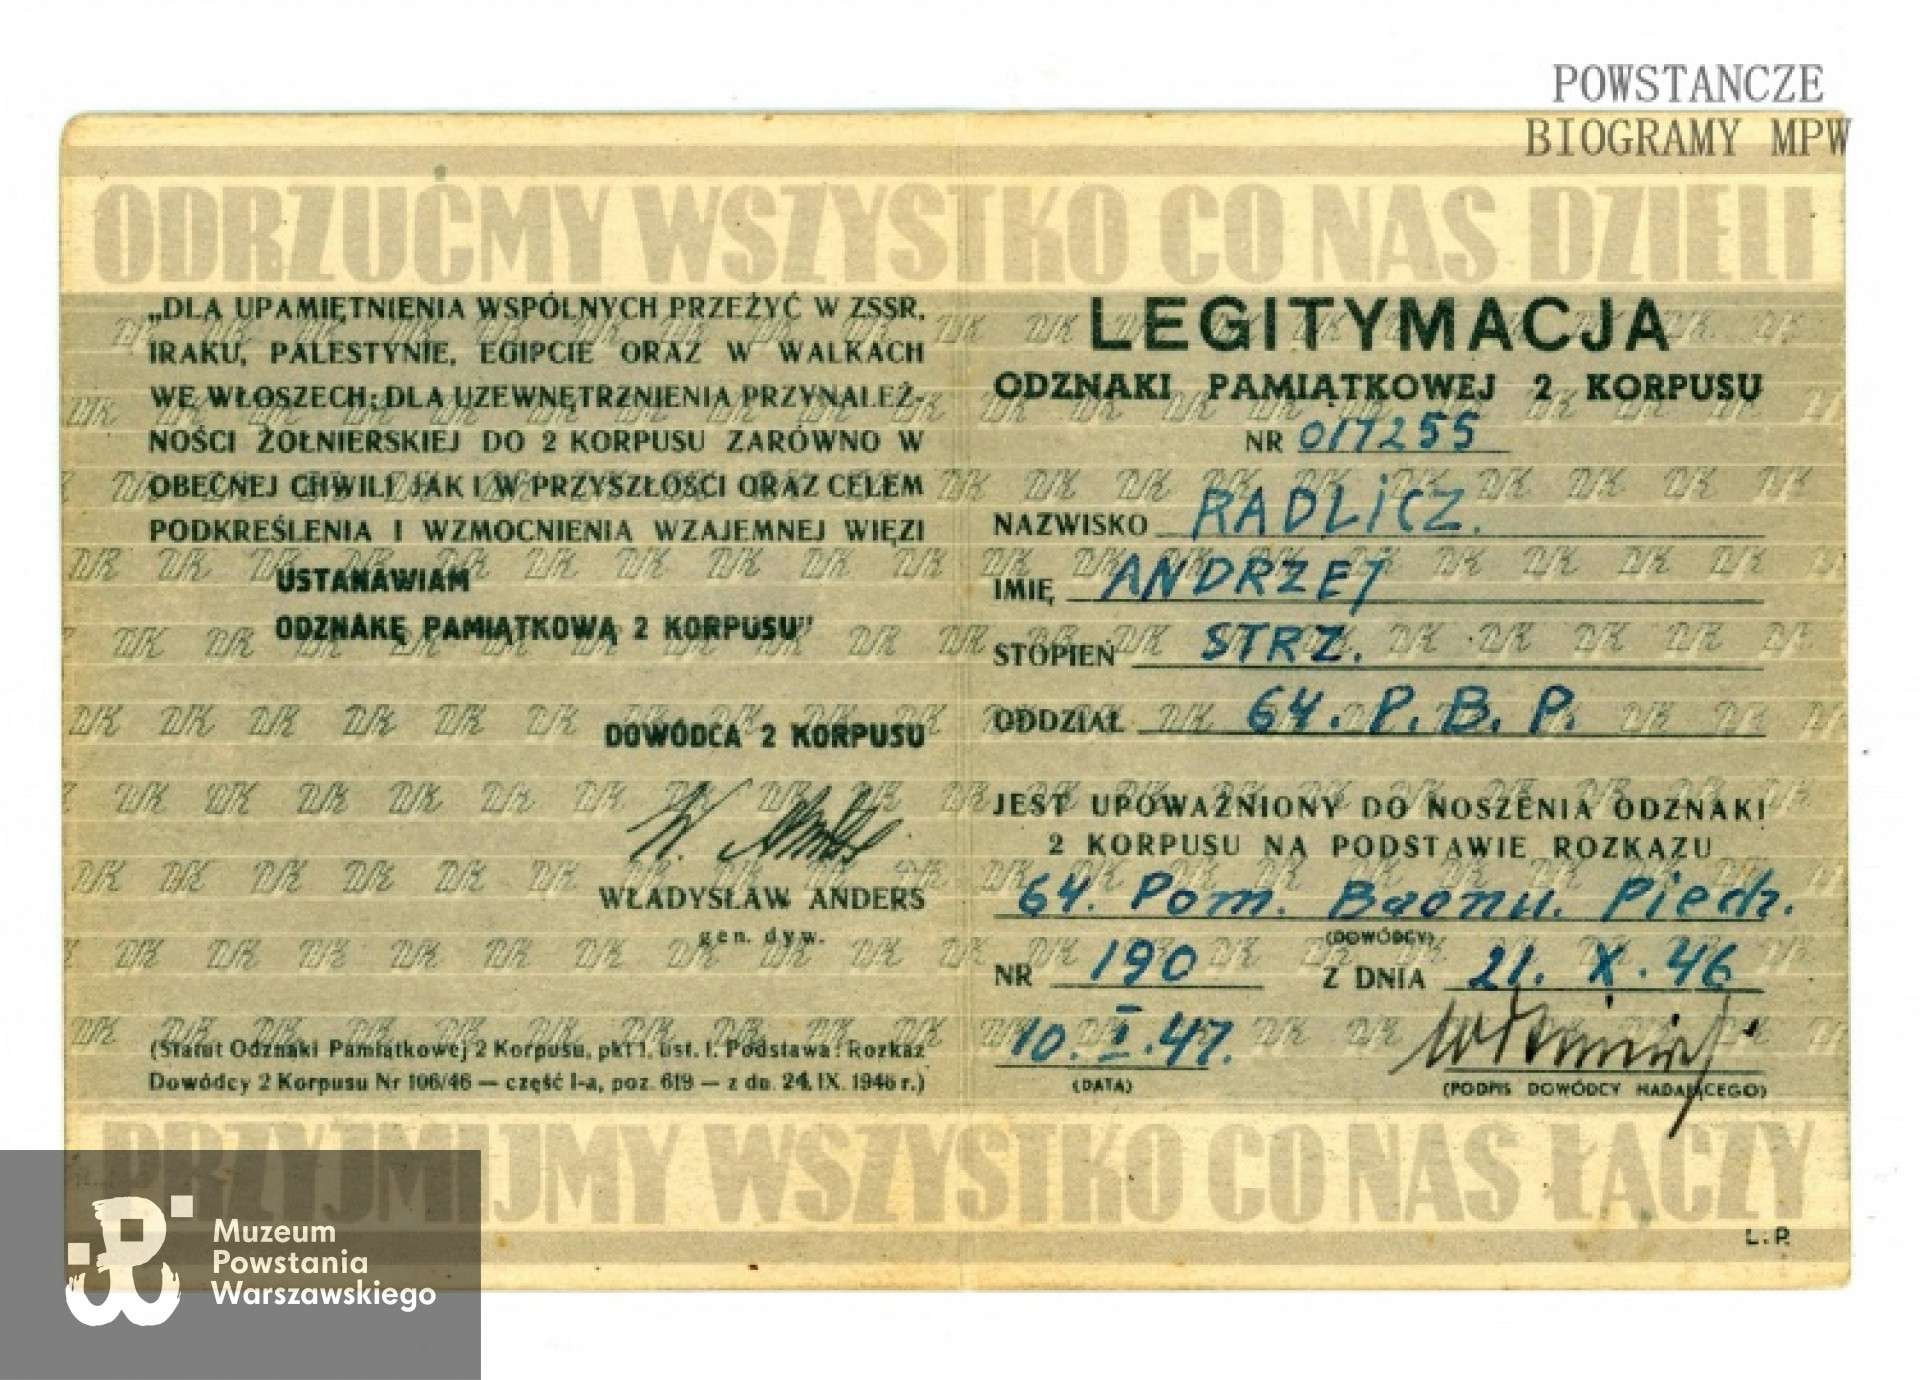 POWSTANCZE
BIOGRAMY MPW
ODRZUĆMY WSZYSTKO CO NAS DZIELI
„DLA UPAMIĘTNIENIA WSPÓLNYCH PRZEŻYĆ W ZSSR,
IRAKU, PALESTYNIE, EGIPCIE ORAZ W WALKACH
WE WŁOSZECH; DLA UZEWNĘTRZNIENIA PRZYNALEŻ-
NOŚCI ŻOŁNIERSKIEJ DO 2 KORPUSU ZARÓWNO W
OBECNEJ CHWILI JAK I W PRZYSZŁOŚCI ORAZ CELEM
PODKREŚLENIA I WZMOCNIENIA WZAJEMNEJ WIĘZI
USTANAWIAM
ODZNAKĘ PAMIĄTKOWĄ 2 KORPUSU"
DOWÓDCA 2 KORPUSU
W. Anders
WŁADYSŁAW ANDERS
gen. dyw.
(Statut Odznaki Pamiątkowej 2 Korpusu, pkt 1, ust. 1. Podstawa: Rozkaz
Dowódcy 2 Korpusu Nr 106/46 — część I-a, poz. 619 — z dn. 24. IX. 1946 r.)
LEGITYMACJA
ODZNAKI PAMIĄTKOWEJ 2 KORPUSU
NR 017255
NAZWISKO RADLICZ.
IMIĘ ANDRZEJ
STOPIEŃ STRZ.
ODDZIAŁ 64. P. B. P.
JEST UPOWAŻNIONY DO NOSZENIA ODZNAKI
2 KORPUSU NA PODSTAWIE ROZKAZU
64. Pom. Baonu. Piech.
(DOWÓDCY)
NR 190 Z DNIA 21. X. 46
10. I. 47.
(DATA) (PODPIS DOWÓDCY NADAJĄCEGO)
PRZYJMIJMY WSZYSTKO CO NAS ŁĄCZY
L. P.
Muzeum
Powstania
Warszawskiego